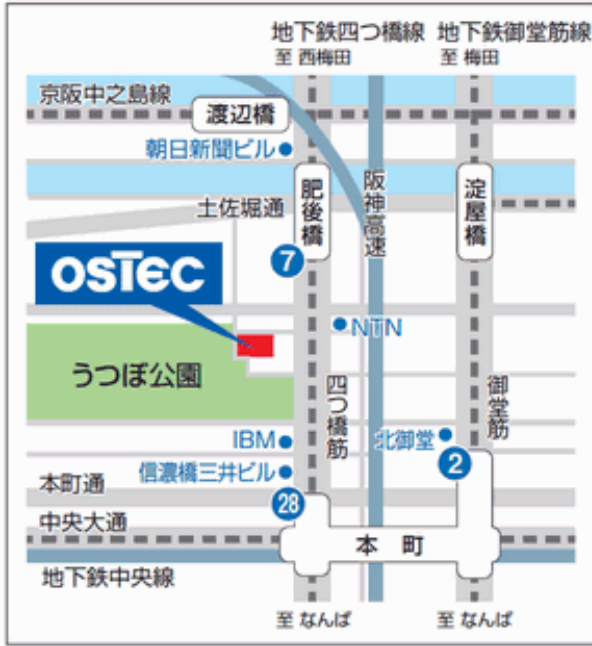 地下鉄四つ橋線
地下鉄御堂筋線
至 西梅田
至 梅田
京阪中之島線
渡辺橋
朝日新聞ビル
土佐堀通
肥後橋
阪神高速
淀屋橋
7
OSTEC
NTN
うつぼ公園
四つ橋筋
御堂筋
IBM
北御堂
2
信濃橋三井ビル
本町通
28
中央大通
本町
地下鉄中央線
至 なんば
至 なんば